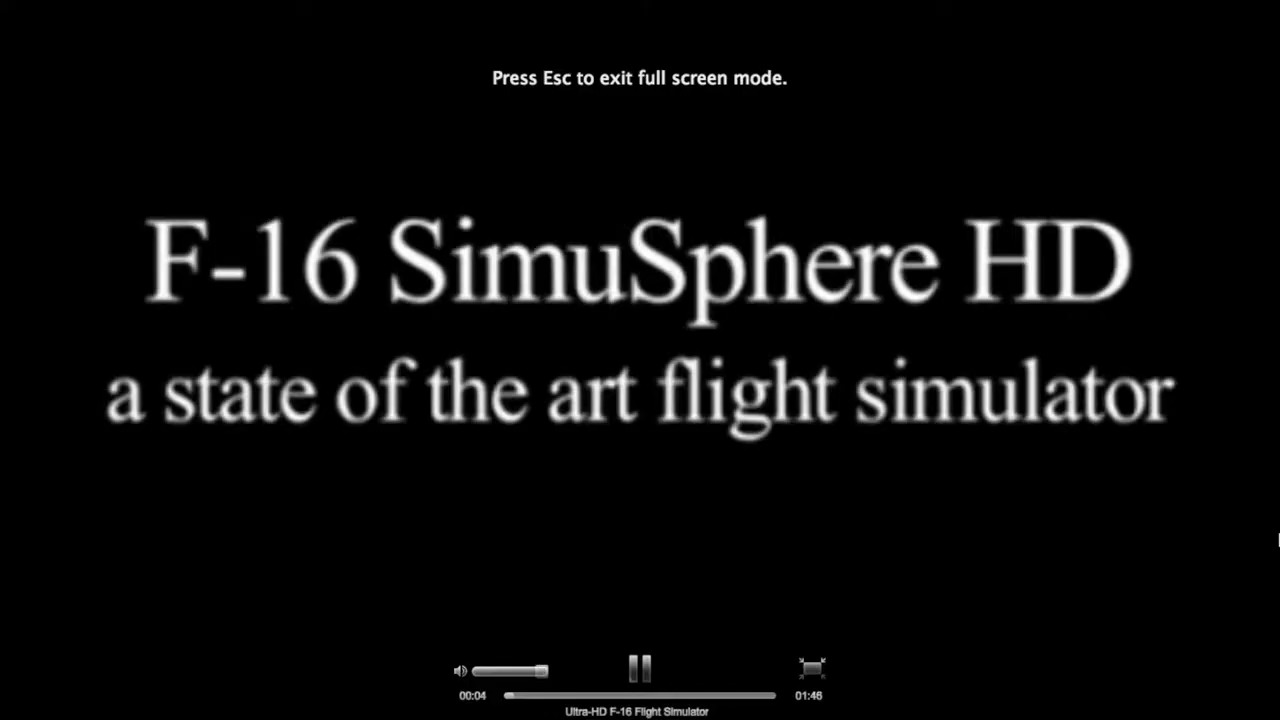 Press Esc to exit full screen mode.
F-16 SimuSphere HD
a state of the art flight simulator
00:04
01:46
Ultra-HD F-16 Flight Simulator